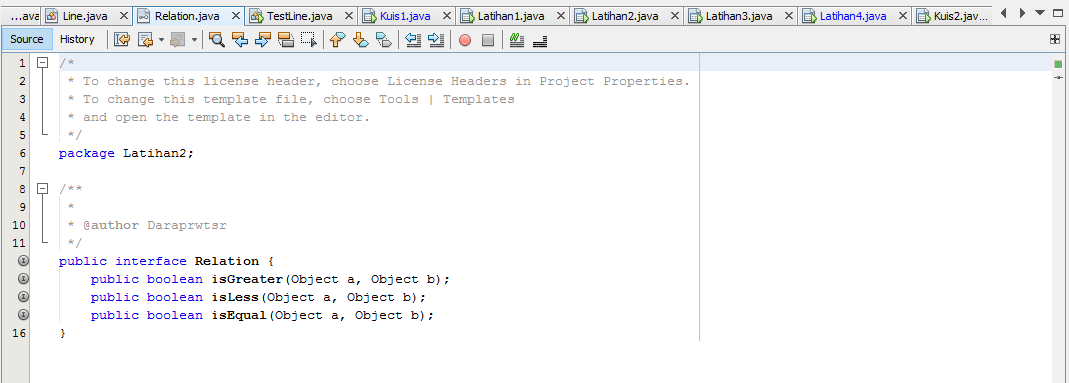 ...ava Line.java Relation.java TestLine.java Kuis1.java Latihan1.java Latihan2.java Latihan3.java Latihan4.java Kuis2.jav...
Source History
1 /*
2 * To change this license header, choose License Headers in Project Properties.
3 * To change this template file, choose Tools | Templates
4 * and open the template in the editor.
5 */
6 package Latihan2;
7
8 /**
9 *
10 * @author Daraprwtsr
11 */
public interface Relation {
public boolean isGreater(Object a, Object b);
public boolean isLess(Object a, Object b);
public boolean isEqual(Object a, Object b);
16 }